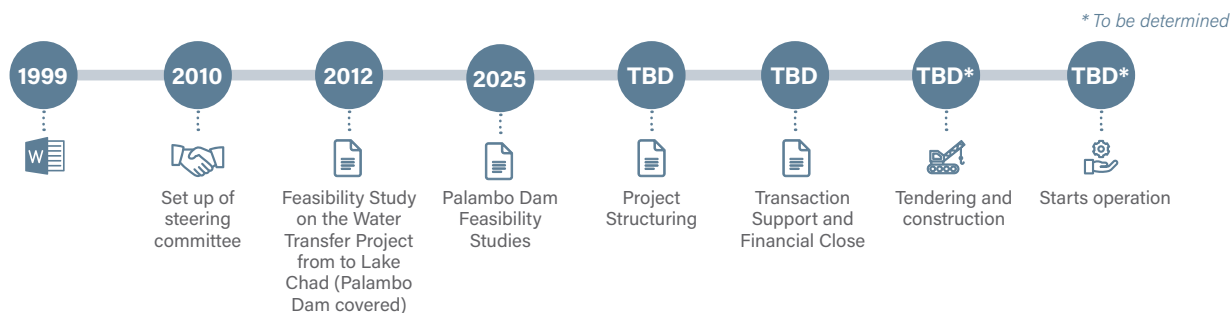 * To be determined
1999
2010
2012
2025
TBD
TBD
TBD*
TBD*
W
Set up of
steering
committee
Feasibility Study
on the Water
Transfer Project
from to Lake
Chad (Palambo
Dam covered)
Palambo Dam
Feasibility
Studies
Project
Structuring
Transaction
Support and
Financial Close
Tendering and
construction
Starts operation